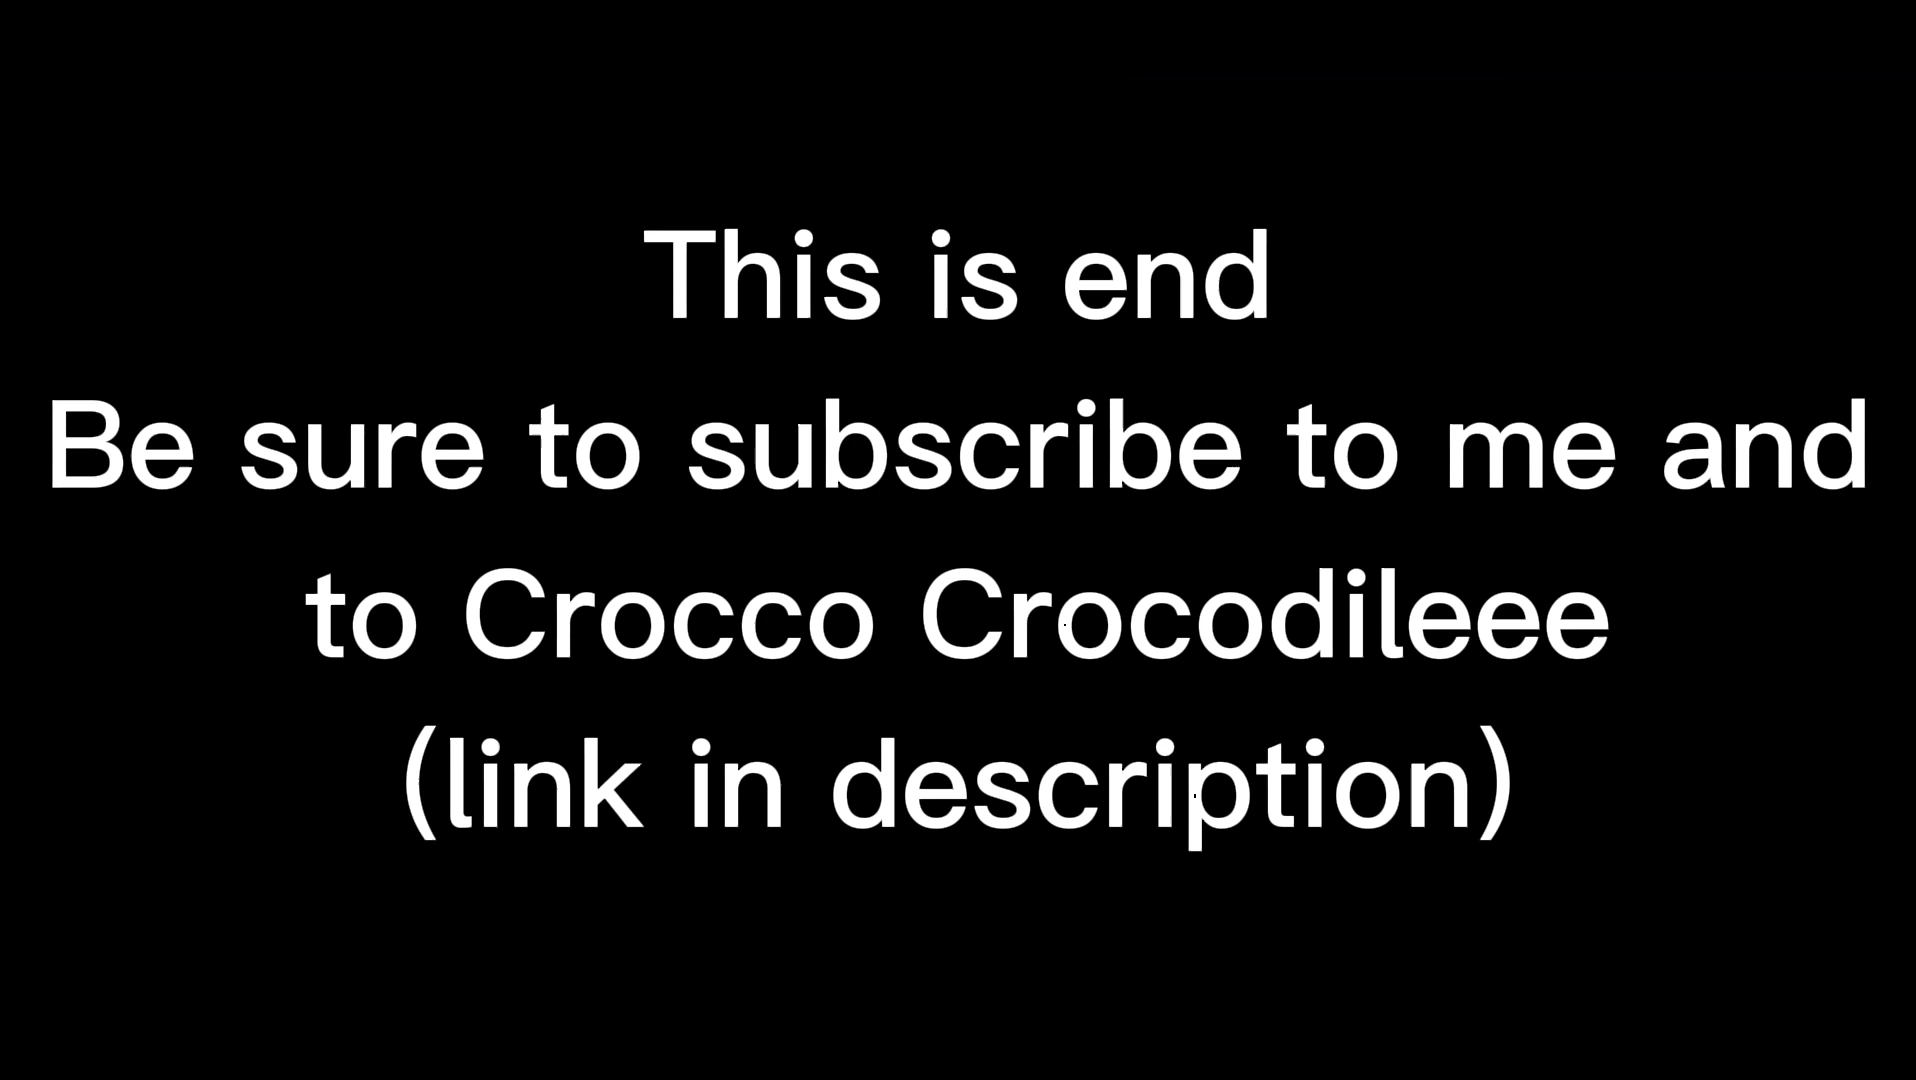 This is end
Be sure to subscribe to me and
to Crocco Crocodileee
(link in description)